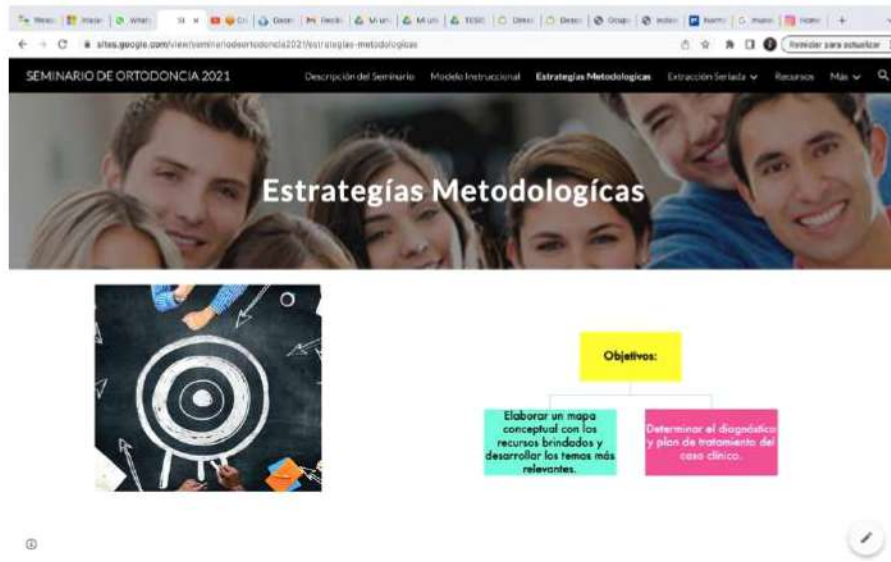 What
M
sites.google.com/view/seminariodeortodoncia2021/estrategias-metodologicas
Reiniciar para actualizar
SEMINARIO DE ORTODONCIA 2021
Descripción del Seminario
Modelo Instruccional
Estrategias Metodologicas
Extracción Seriada
Recursos
Más
Estrategías Metodologícas
Objetivos:
Elaborar un mapa
conceptual con los
recursos brindados y
desarrollar los temas más
relevantes.
Determinar el diagnóstico
y plan de tratamiento del
caso clínico.